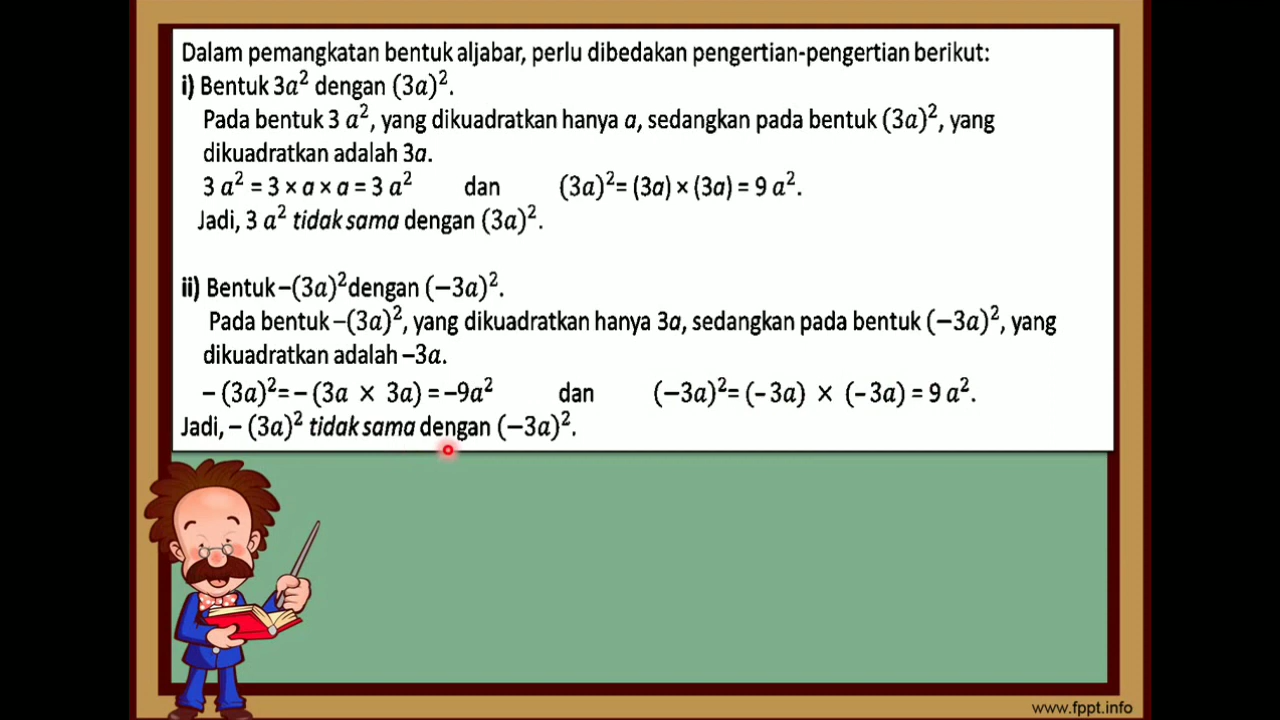 Dalam pemangkatan bentuk aljabar, perlu dibedakan pengertian-pengertian berikut:
i) Bentuk 3a² dengan (3a)².
Pada bentuk 3 a², yang dikuadratkan hanya a, sedangkan pada bentuk (3a)², yang
dikuadratkan adalah 3a.
3 a² = 3 × a × a = 3 a² dan (3a)²= (3a) × (3a) = 9 a².
Jadi, 3 a² tidak sama dengan (3a)².
ii) Bentuk –(3a)²dengan (−3a)².
Pada bentuk –(3a)², yang dikuadratkan hanya 3a, sedangkan pada bentuk (−3a)², yang
dikuadratkan adalah –3a.
– (3a)²= – (3a × 3a) = –9a² dan (−3a)²= (- 3a) × (- 3a) = 9 a².
Jadi, – (3a)² tidak sama dengan (−3a)².
www.fppt.info